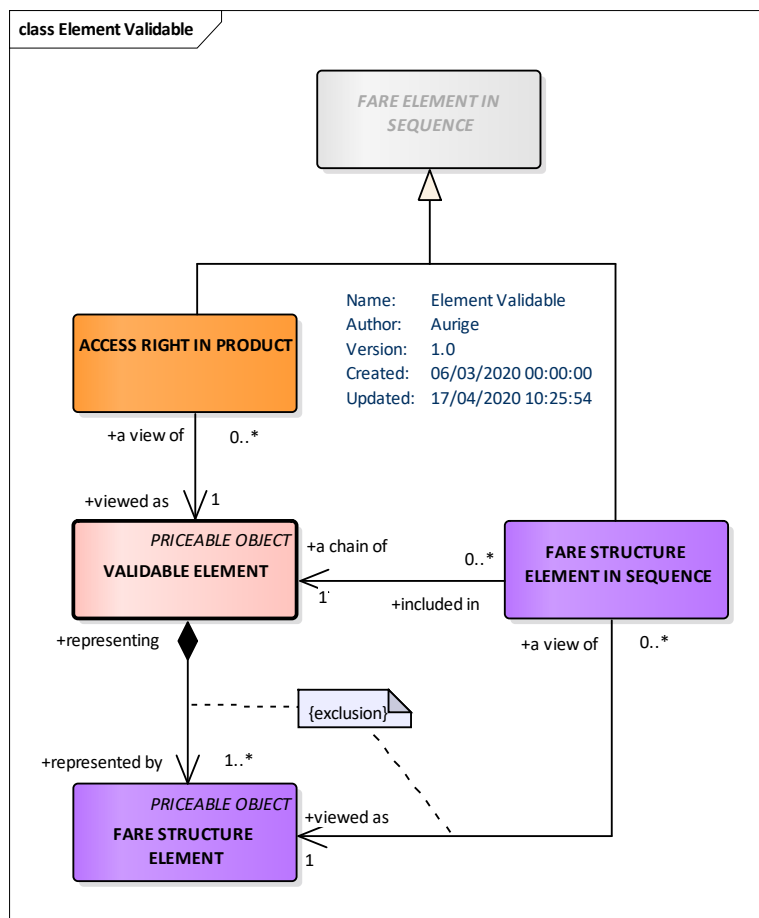 class Element Validable
FARE ELEMENT IN
SEQUENCE
Name: Element Validable
Author: Aurige
Version: 1.0
Created: 06/03/2020 00:00:00
Updated: 17/04/2020 10:25:54
ACCESS RIGHT IN PRODUCT
+a view of 0..*
+viewed as 1
PRICEABLE OBJECT
VALIDABLE ELEMENT
+a chain of 0..*
1 +included in
FARE STRUCTURE
ELEMENT IN SEQUENCE
+representing
+a view of 0..*
{exclusion}
+represented by 1..*
PRICEABLE OBJECT
FARE STRUCTURE
ELEMENT
+viewed as
1